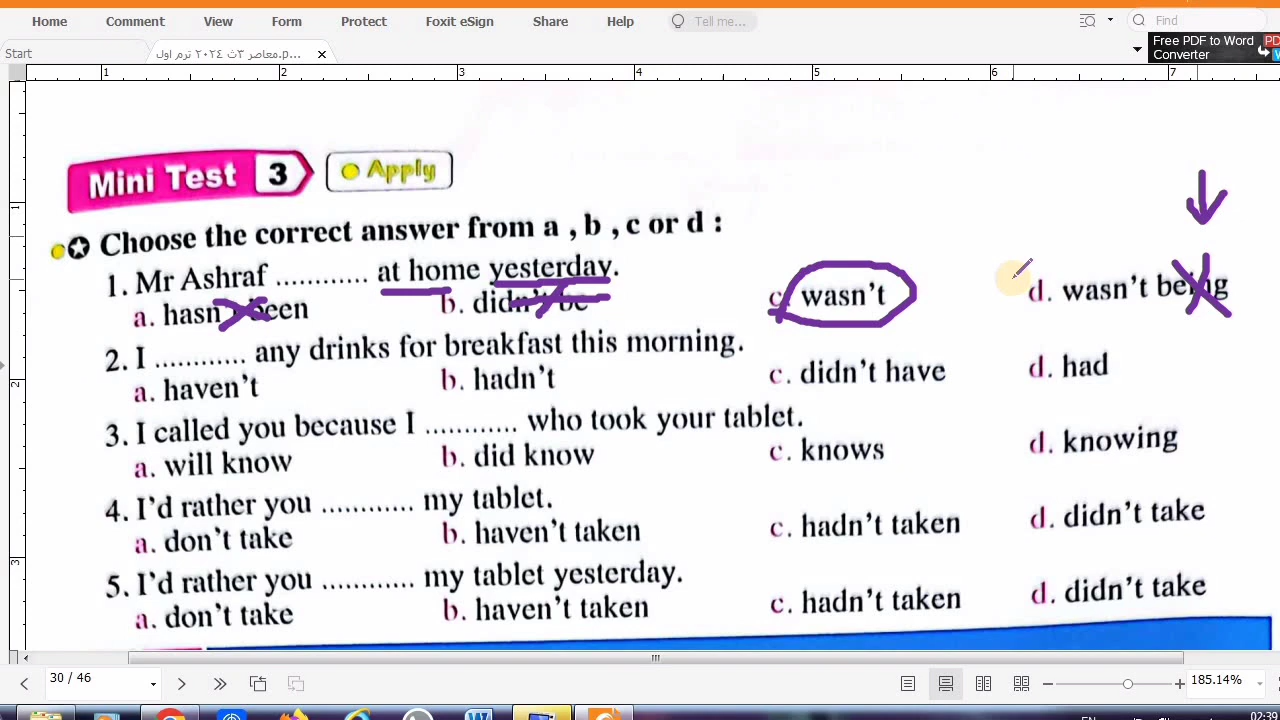 Home Comment View Form Protect Foxit eSign Share Help Tell me... Find
Start معاصر ٣ث ٢٠٢٤ ترم اول.p... Free PDF to Word
Converter
1 2 3 4 5 6 7
Mini Test 3 Apply
Choose the correct answer from a , b , c or d :
1. Mr Ashraf ............ at home yesterday.
a. hasn't been b. didn't be c. wasn't d. wasn't being
2. I ............ any drinks for breakfast this morning.
a. haven't b. hadn't c. didn't have d. had
3. I called you because I ............ who took your tablet.
a. will know b. did know c. knows d. knowing
4. I'd rather you ............ my tablet.
a. don't take b. haven't taken c. hadn't taken d. didn't take
5. I'd rather you ............ my tablet yesterday.
a. don't take b. haven't taken c. hadn't taken d. didn't take
30 / 46 185.14%